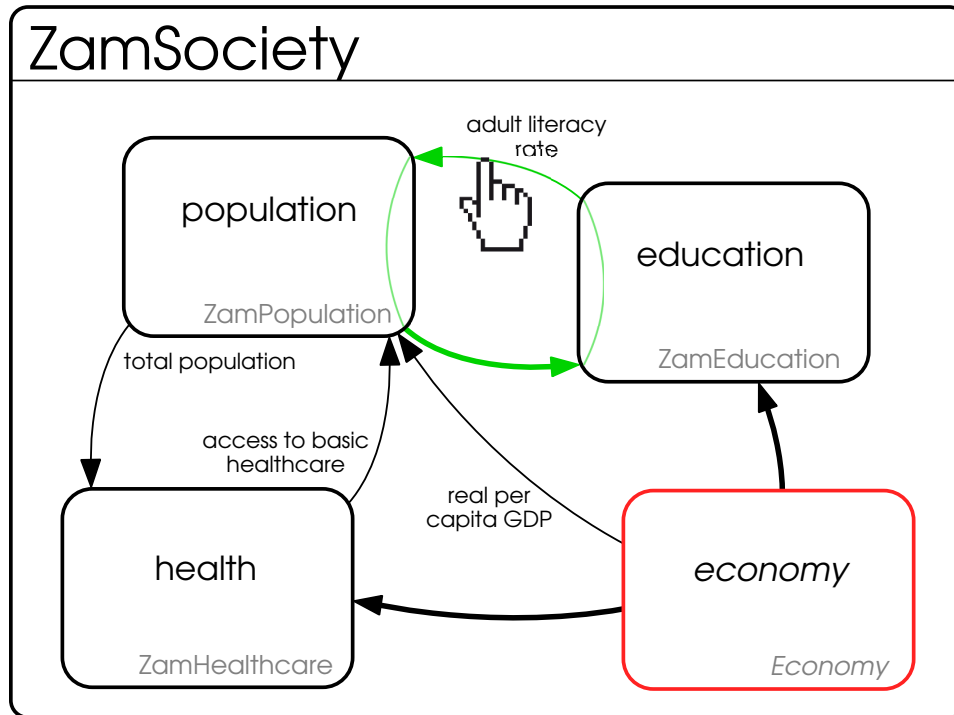 ZamSociety
adult literacy
rate
population
ZamPopulation
education
ZamEducation
total population
access to basic
healthcare
real per
capita GDP
health
ZamHealthcare
economy
Economy